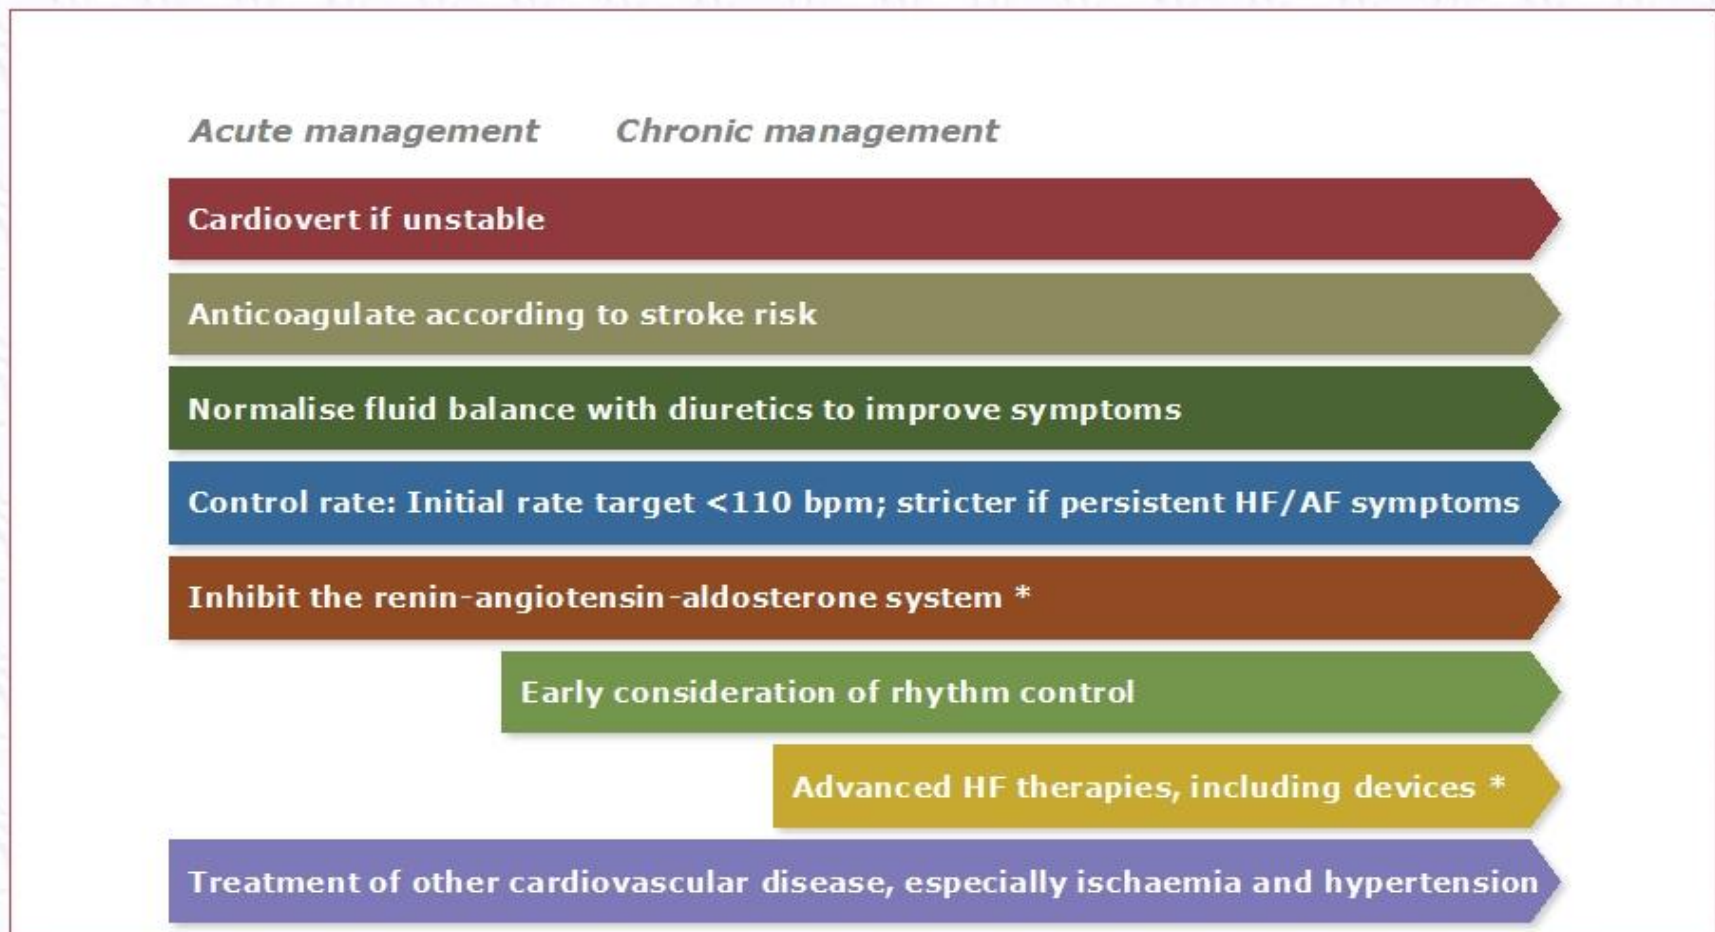 Acute management Chronic management
Cardiovert if unstable
Anticoagulate according to stroke risk
Normalise fluid balance with diuretics to improve symptoms
Control rate: Initial rate target <110 bpm; stricter if persistent HF/AF symptoms
Inhibit the renin-angiotensin-aldosterone system *
Early consideration of rhythm control
Advanced HF therapies, including devices *
Treatment of other cardiovascular disease, especially ischaemia and hypertension